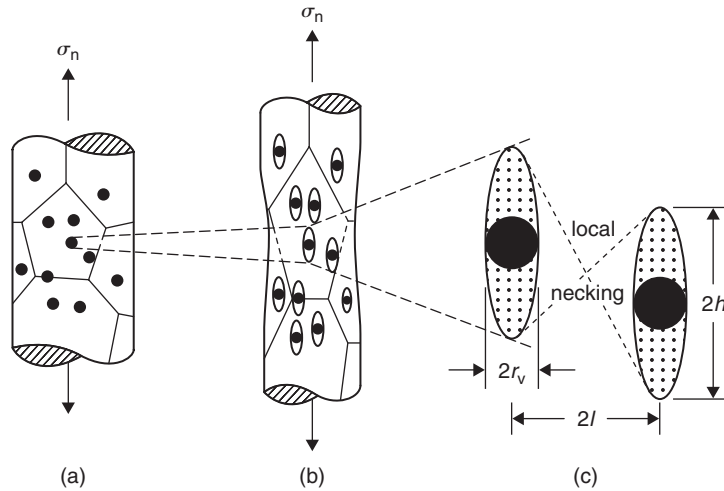 σn
σn
local
necking
2h
2rv
2l
(a)
(b)
(c)